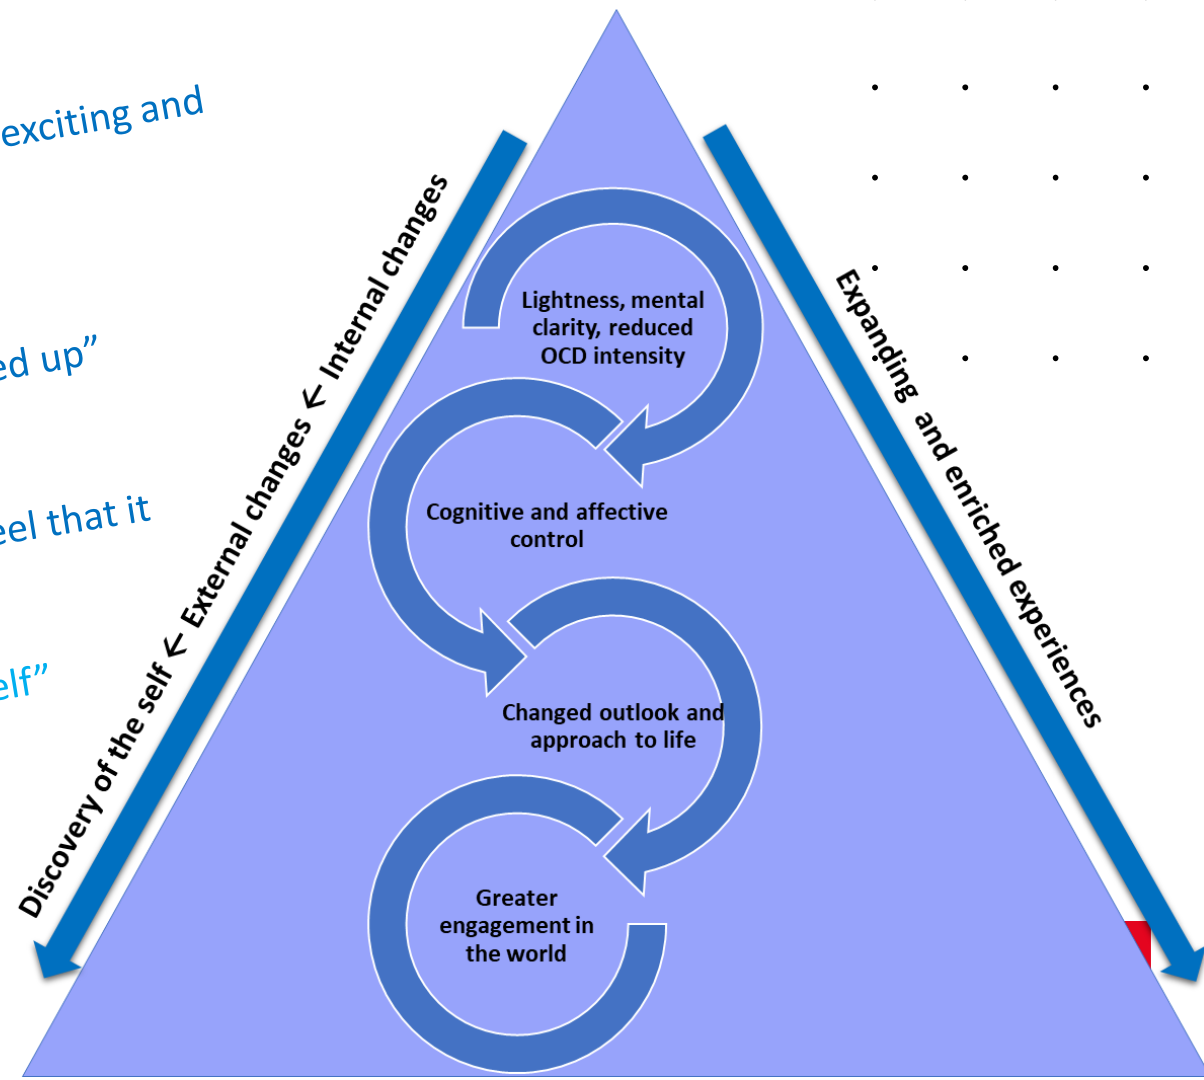 exciting and
ed up”
eel that it
elf”
Discovery of the self ← External changes ← Internal changes
Lightness, mental
clarity, reduced
OCD intensity
Cognitive and affective
control
Changed outlook and
approach to life
Greater
engagement in
the world
Expanding and enriched experiences